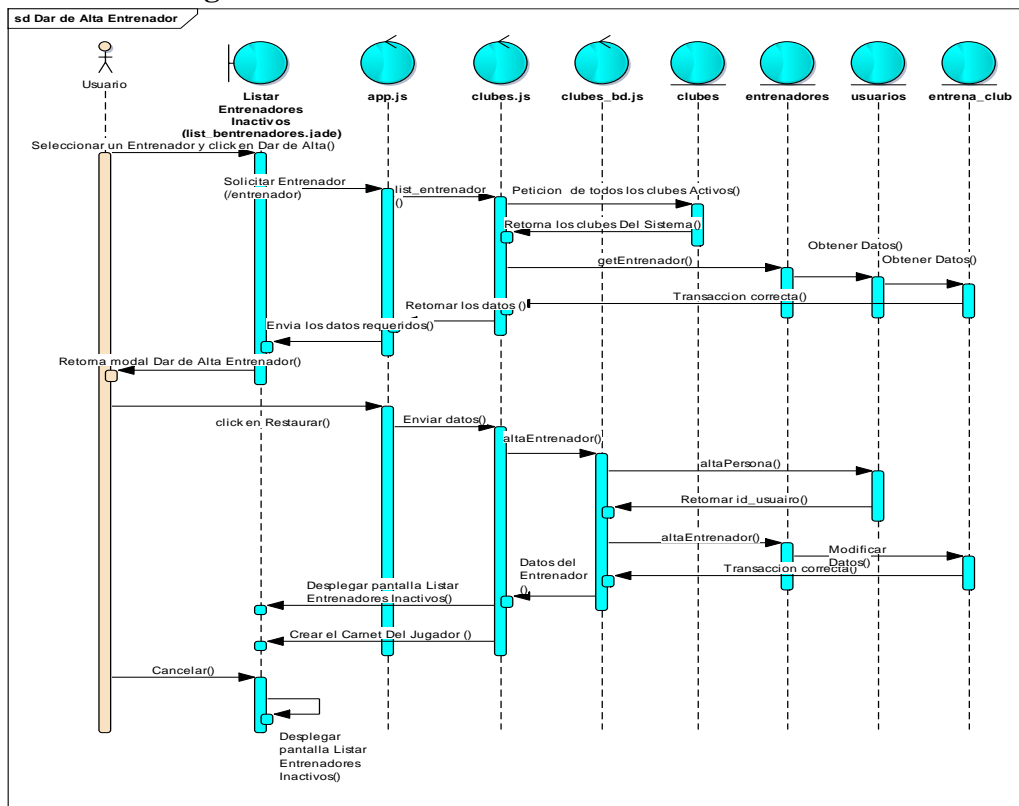 sd Dar de Alta Entrenador
Usuario
Listar
Entrenadores
Inactivos
(list_bentrenadores.jade)
app.js
clubes.js
clubes_bd.js
clubes
entrenadores
usuarios
entrena_club
Seleccionar un Entrenador y click en Dar de Alta()
Solicitar Entrenador
(/entrenador)
list_entrenador
()
Peticion de todos los clubes Activos()
Retorna los clubes Del Sistema()
Obtener Datos()
Obtener Datos()
getEntrenador()
Transaccion correcta()
Retornar los datos ()
Envia los datos requeridos()
Retorna modal Dar de Alta Entrenador()
click en Restaurar()
Enviar datos()
altaEntrenador()
altaPersona()
Retornar id_usuairo()
altaEntrenador()
Modificar
Datos()
Transaccion correcta()
Datos del
Entrenador
()
Desplegar pantalla Listar
Entrenadores Inactivos()
Crear el Carnet Del Jugador ()
Cancelar()
Desplegar
pantalla Listar
Entrenadores
Inactivos()